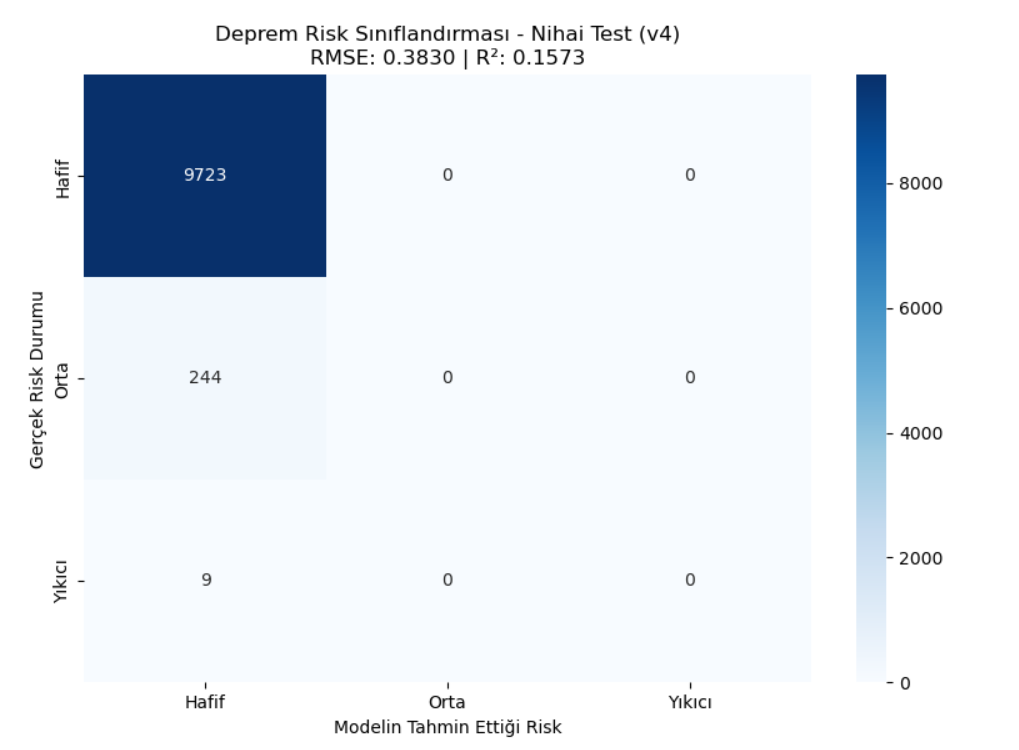 Deprem Risk Sınıflandırması - Nihai Test (v4)
RMSE: 0.3830 | R²: 0.1573
Gerçek Risk Durumu
Hafif
9723
0
0
Orta
244
0
0
Yıkıcı
9
0
0
Hafif
Orta
Yıkıcı
Modelin Tahmin Ettiği Risk
8000
6000
4000
2000
0